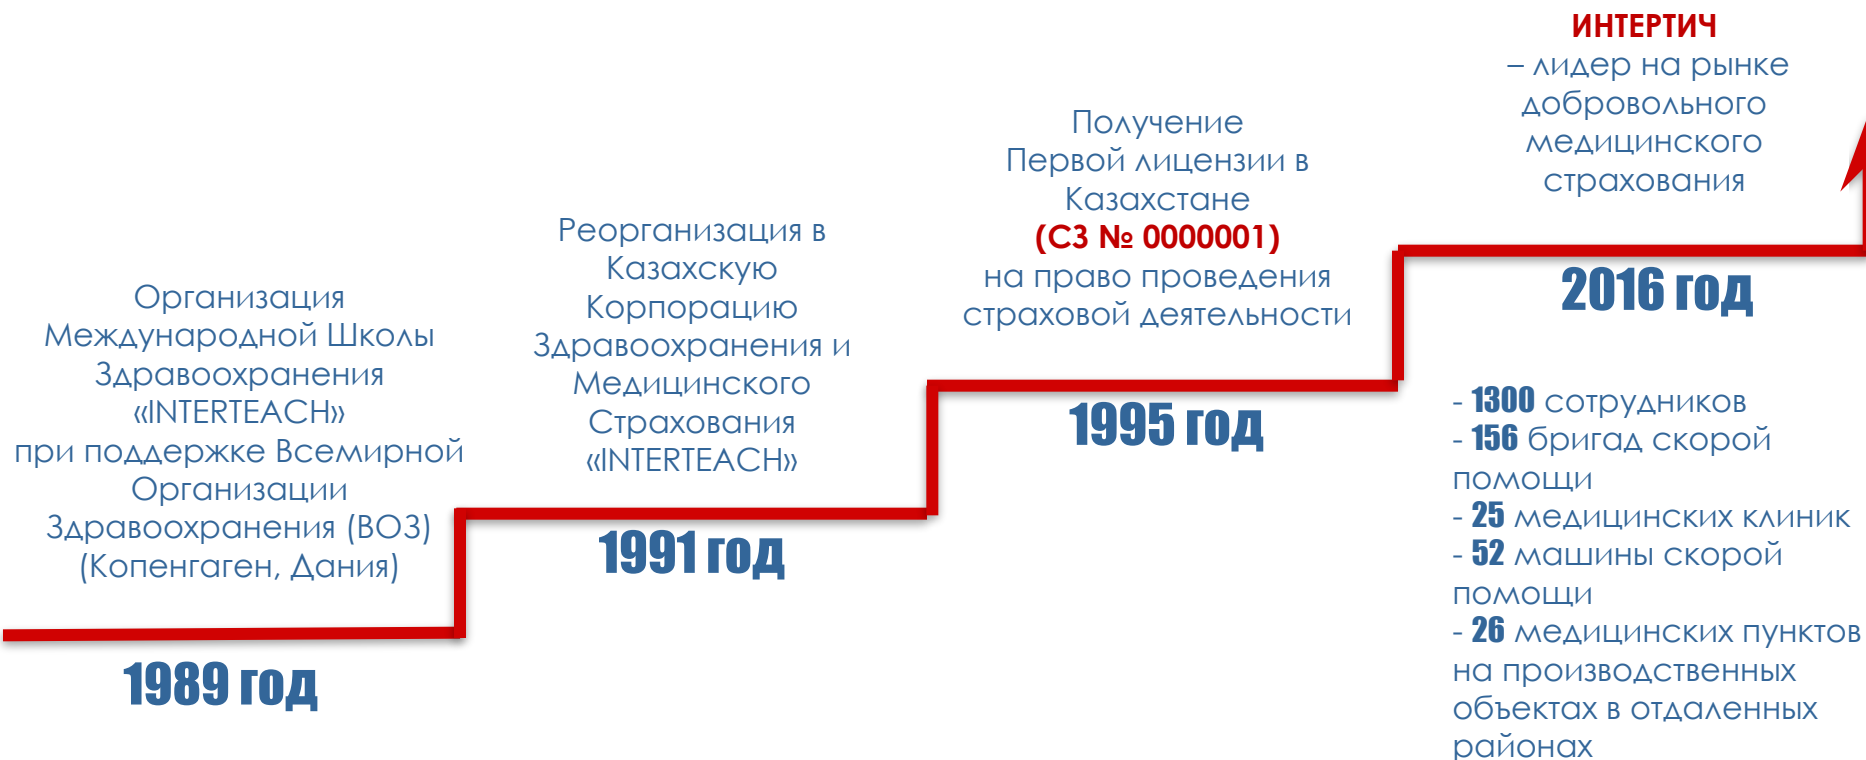 Организация
Международной Школы
Здравоохранения
«INTERTEACH»
при поддержке Всемирной
Организации
Здравоохранения (ВОЗ)
(Копенгаген, Дания)
1989 год
Реорганизация в
Казахскую
Корпорацию
Здравоохранения и
Медицинского
Страхования
«INTERTEACH»
1991 год
Получение
Первой лицензии в
Казахстане
(СЗ № 0000001)
на право проведения
страховой деятельности
1995 год
ИНТЕРТИЧ
– лидер на рынке
добровольного
медицинского
страхования
2016 год
- 1300 сотрудников
- 156 бригад скорой
помощи
- 25 медицинских клиник
- 52 машины скорой
помощи
- 26 медицинских пунктов
на производственных
объектах в отдаленных
районах